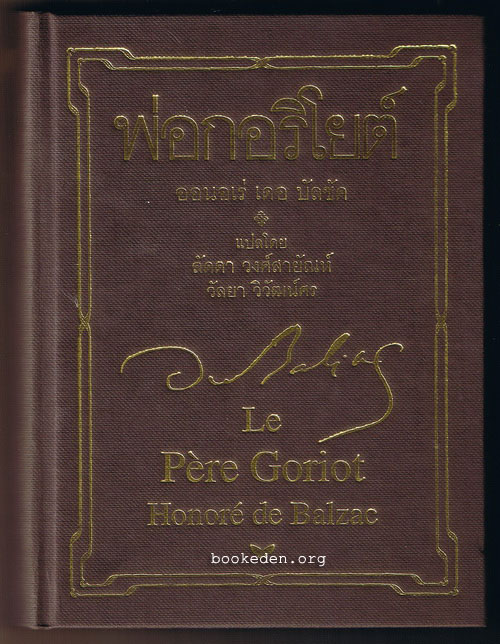 พ่อกอริโยต์
ออนอเร่ เดอ บัลซัค
แปลโดย
ลัดดา วงศ์สายัณห์
วัลยา วิวัฒน์ศร
De Balzac
Le
Père Goriot
Honoré de Balzac
bookeden.org